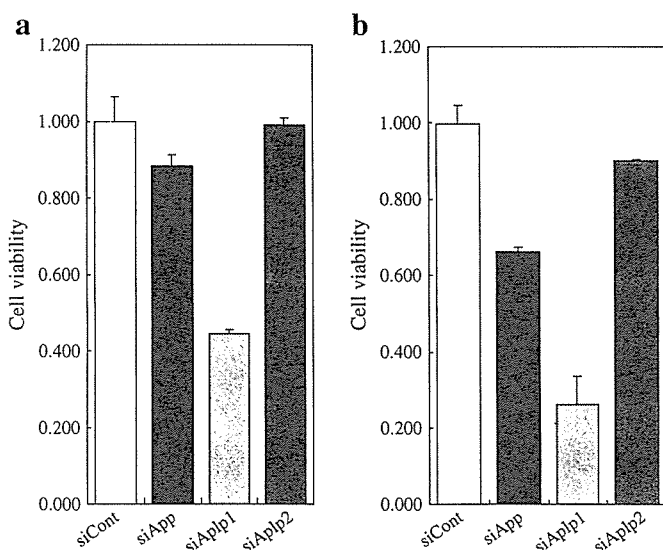 a
1.200
1.000
0.800
0.600
0.400
0.200
0.000
Cell viability
siCont
siApp
siAplp1
siAplp2
b
1.200
1.000
0.800
0.600
0.400
0.200
0.000
Cell viability
siCont
siApp
siAplp1
siAplp2